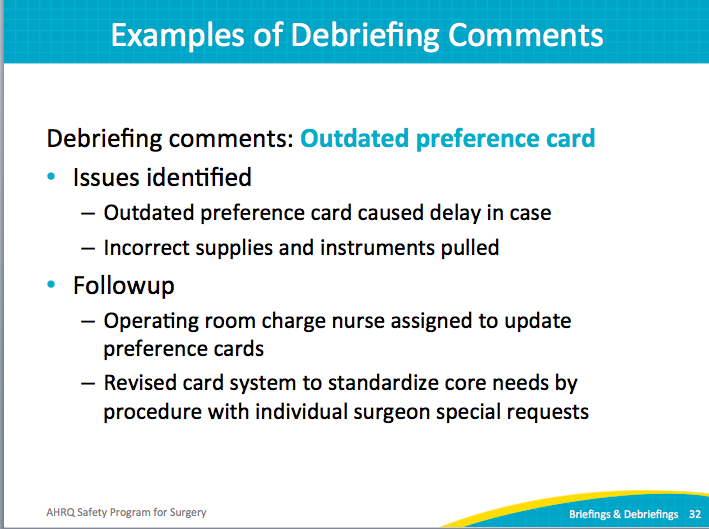 Examples of Debriefing Comments
Debriefing comments: Outdated preference card
• Issues identified
– Outdated preference card caused delay in case
– Incorrect supplies and instruments pulled
• Followup
– Operating room charge nurse assigned to update
preference cards
– Revised card system to standardize core needs by
procedure with individual surgeon special requests
AHRQ Safety Program for Surgery
Briefings & Debriefings 32